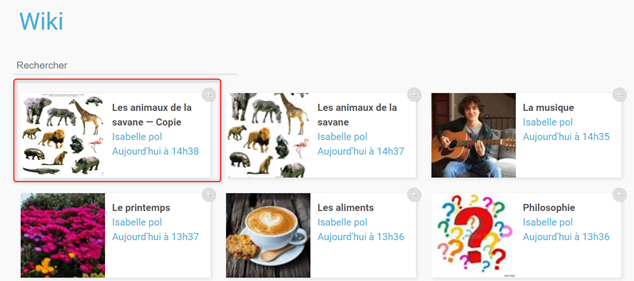 Wiki
Rechercher
Les animaux de la
savane — Copie
Isabelle pol
Aujourd'hui à 14h38
Les animaux de la
savane
Isabelle pol
Aujourd'hui à 14h37
La musique
Isabelle pol
Aujourd'hui à 14h35
Le printemps
Isabelle pol
Aujourd'hui à 13h37
Les aliments
Isabelle pol
Aujourd'hui à 13h36
Philosophie
Isabelle pol
Aujourd'hui à 13h36